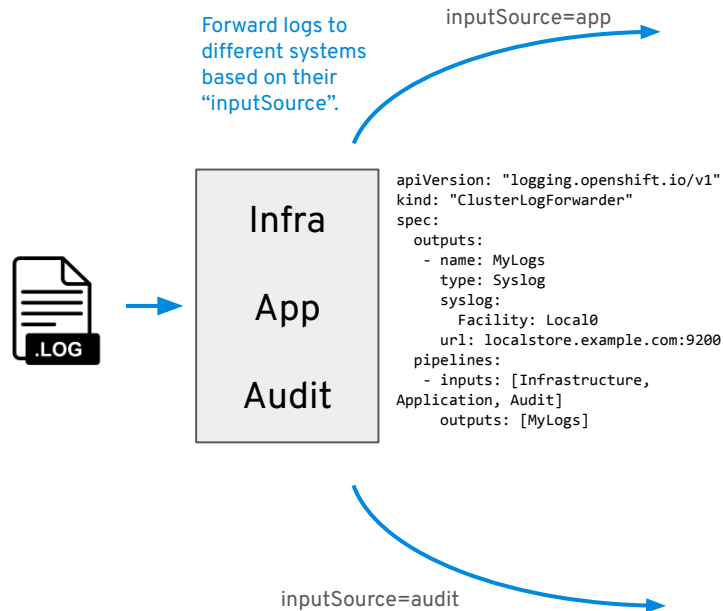 Forward logs to
different systems
based on their
“inputSource”.
inputSource=app
.LOG
Infra
App
Audit
apiVersion: "logging.openshift.io/v1"
kind: "ClusterLogForwarder"
spec:
  outputs:
   - name: MyLogs
     type: Syslog
     syslog:
       Facility: Local0
     url: localstore.example.com:9200
  pipelines:
   - inputs: [Infrastructure,
Application, Audit]
     outputs: [MyLogs]
inputSource=audit